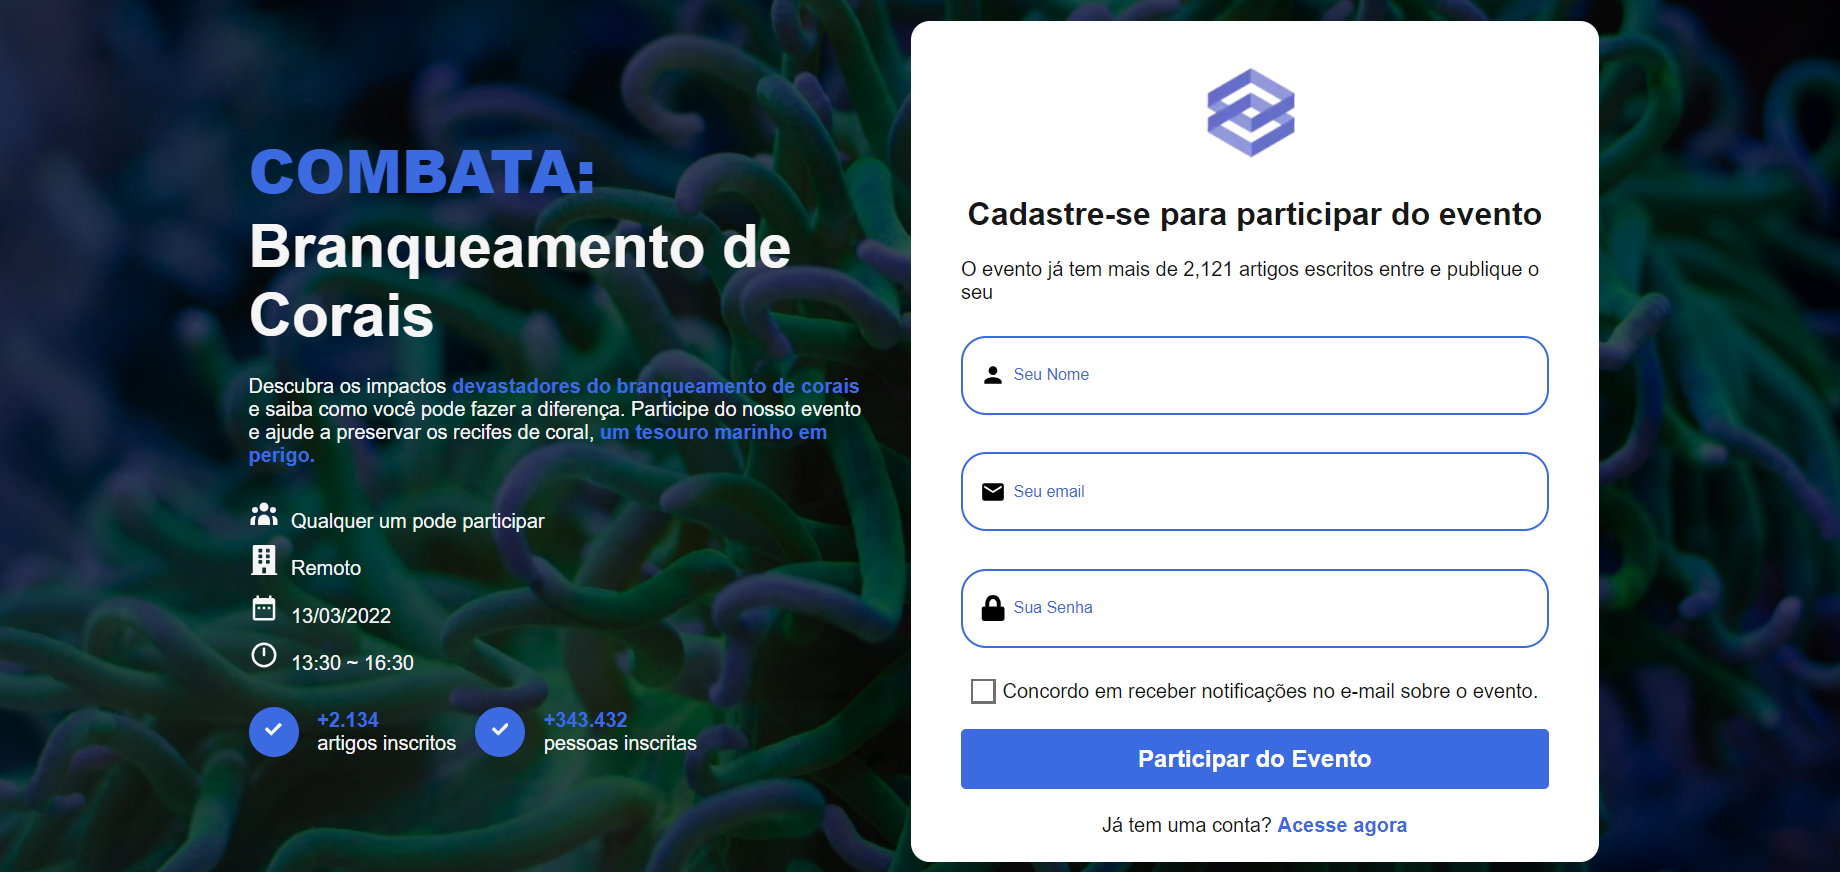 COMBATA:
Branqueamento de
Corais
Descubra os impactos devastadores do branqueamento de corais
e saiba como você pode fazer a diferença. Participe do nosso evento
e ajude a preservar os recifes de coral, um tesouro marinho em
perigo.
Qualquer um pode participar
Remoto
13/03/2022
13:30 ~ 16:30
+2.134
artigos inscritos
+343.432
pessoas inscritas
Cadastre-se para participar do evento
O evento já tem mais de 2,121 artigos escritos entre e publique o
seu
Seu Nome
Seu email
Sua Senha
Concordo em receber notificações no e-mail sobre o evento.
Participar do Evento
Já tem uma conta? Acesse agora